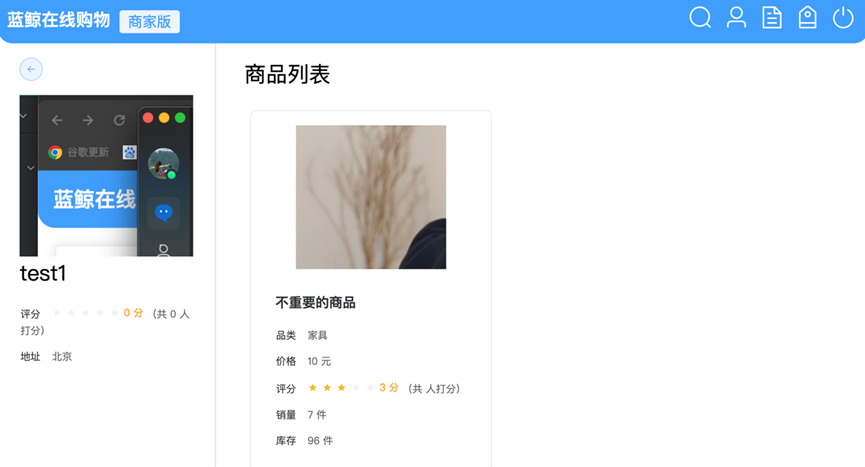 蓝鲸在线购物 商家版
谷歌更新
蓝鲸在线
test1
评分 0 分 (共 0 人
打分)
地址 北京
商品列表
不重要的商品
品类 家具
价格 10 元
评分 3 分 (共 人打分)
销量 7 件
库存 96 件